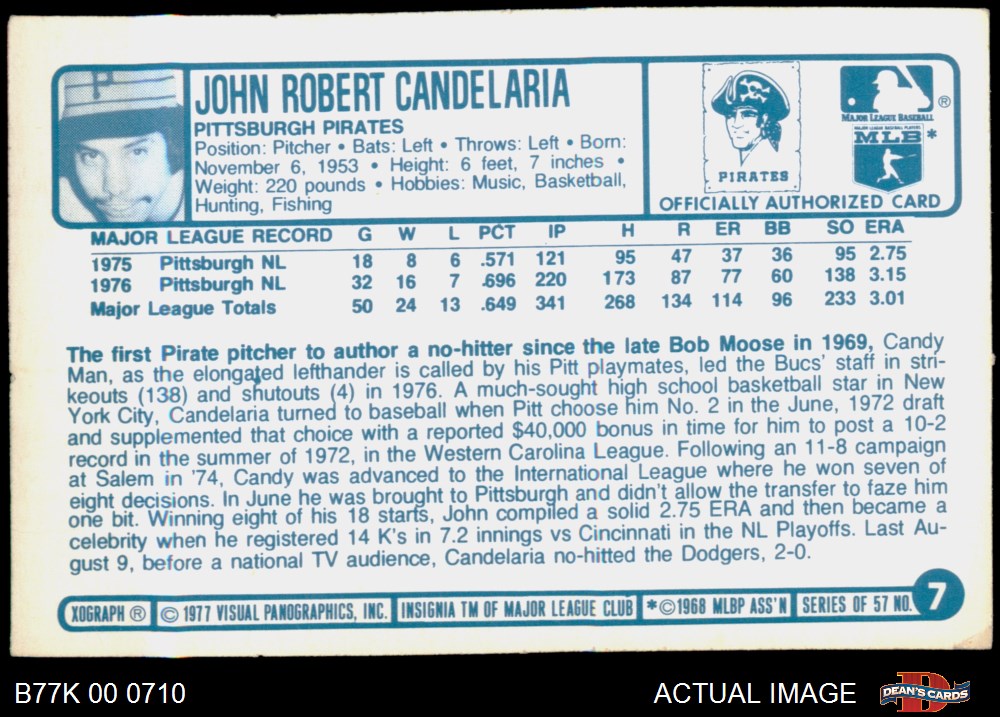 P
JOHN ROBERT CANDELARIA
PITTSBURGH PIRATES
Position: Pitcher • Bats: Left • Throws: Left • Born:
November 6, 1953 • Height: 6 feet, 7 inches •
Weight: 220 pounds • Hobbies: Music, Basketball,
Hunting, Fishing
PIRATES
®
MAJOR LEAGUE BASEBALL
MAJOR LEAGUE BASEBALL PLAYERS
MLB *
OFFICIALLY AUTHORIZED CARD
MAJOR LEAGUE RECORD G W L PCT IP H R ER BB SO ERA
1975 Pittsburgh NL 18 8 6 .571 121 95 47 37 36 95 2.75
1976 Pittsburgh NL 32 16 7 .696 220 173 87 77 60 138 3.15
Major League Totals 50 24 13 .649 341 268 134 114 96 233 3.01
The first Pirate pitcher to author a no-hitter since the late Bob Moose in 1969, Candy
Man, as the elongated lefthander is called by his Pitt playmates, led the Bucs' staff in stri-
keouts (138) and shutouts (4) in 1976. A much-sought high school basketball star in New
York City, Candelaria turned to baseball when Pitt choose him No. 2 in the June, 1972 draft
and supplemented that choice with a reported $40,000 bonus in time for him to post a 10-2
record in the summer of 1972, in the Western Carolina League. Following an 11-8 campaign
at Salem in '74, Candy was advanced to the International League where he won seven of
eight decisions. In June he was brought to Pittsburgh and didn't allow the transfer to faze him
one bit. Winning eight of his 18 starts, John compiled a solid 2.75 ERA and then became a
celebrity when he registered 14 K's in 7.2 innings vs Cincinnati in the NL Playoffs. Last Au-
gust 9, before a national TV audience, Candelaria no-hitted the Dodgers, 2-0.
XOGRAPH ® © 1977 VISUAL PANOGRAPHICS, INC. INSIGNIA TM OF MAJOR LEAGUE CLUB *©1968 MLBP ASS'N SERIES OF 57 NO. 7
B77K 00 0710 ACTUAL IMAGE DEAN'S CARDS